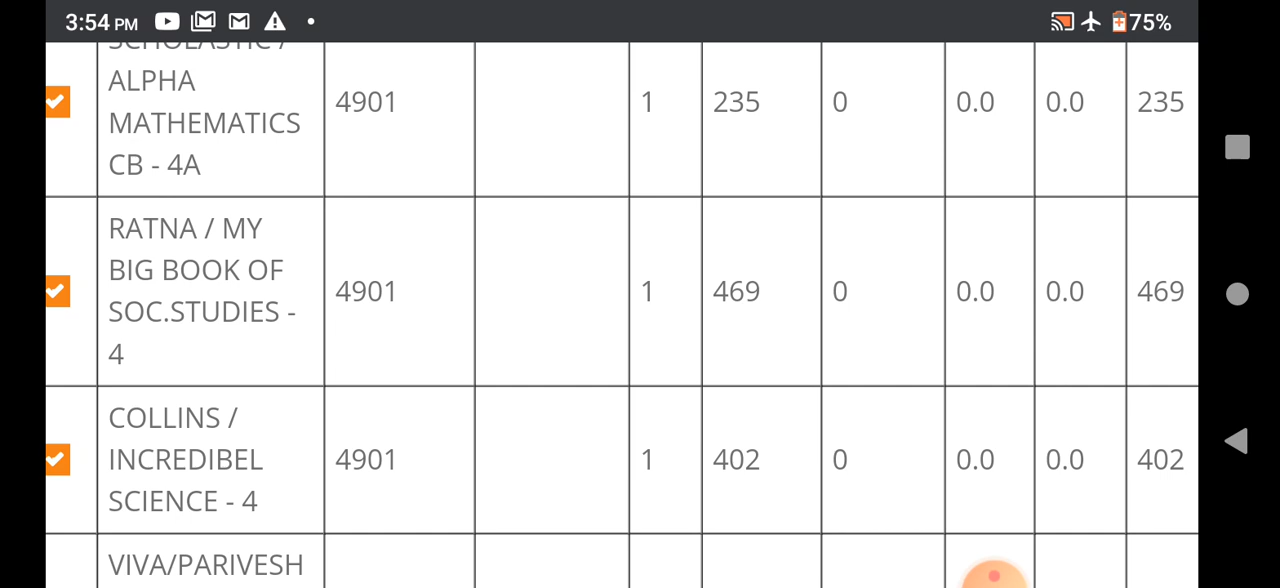 3:54 PM
75%
SCHOLASTIC /
ALPHA
MATHEMATICS
CB - 4A
4901
1
235
0
0.0
0.0
235
RATNA / MY
BIG BOOK OF
SOC.STUDIES -
4
4901
1
469
0
0.0
0.0
469
COLLINS /
INCREDIBEL
SCIENCE - 4
4901
1
402
0
0.0
0.0
402
VIVA/PARIVESH